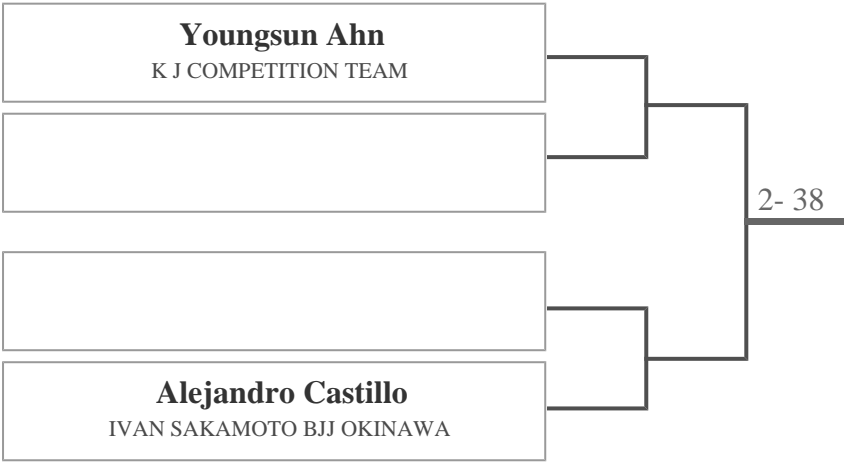 Youngsun Ahn
K J COMPETITION TEAM
2- 38
Alejandro Castillo
IVAN SAKAMOTO BJJ OKINAWA